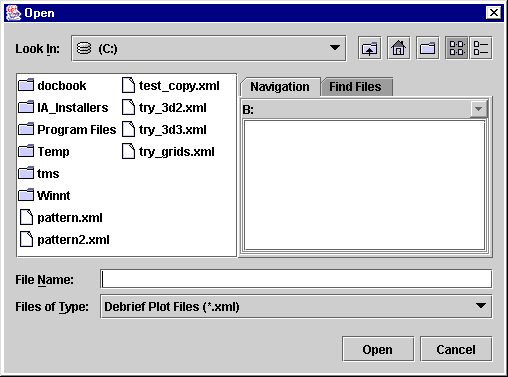 Open
Look In: (C:)
docbook
IA_Installers
Program Files
Temp
tms
Winnt
pattern.xml
pattern2.xml
test_copy.xml
try_3d2.xml
try_3d3.xml
try_grids.xml
Navigation Find Files
B:
File Name:
Files of Type: Debrief Plot Files (*.xml)
Open Cancel